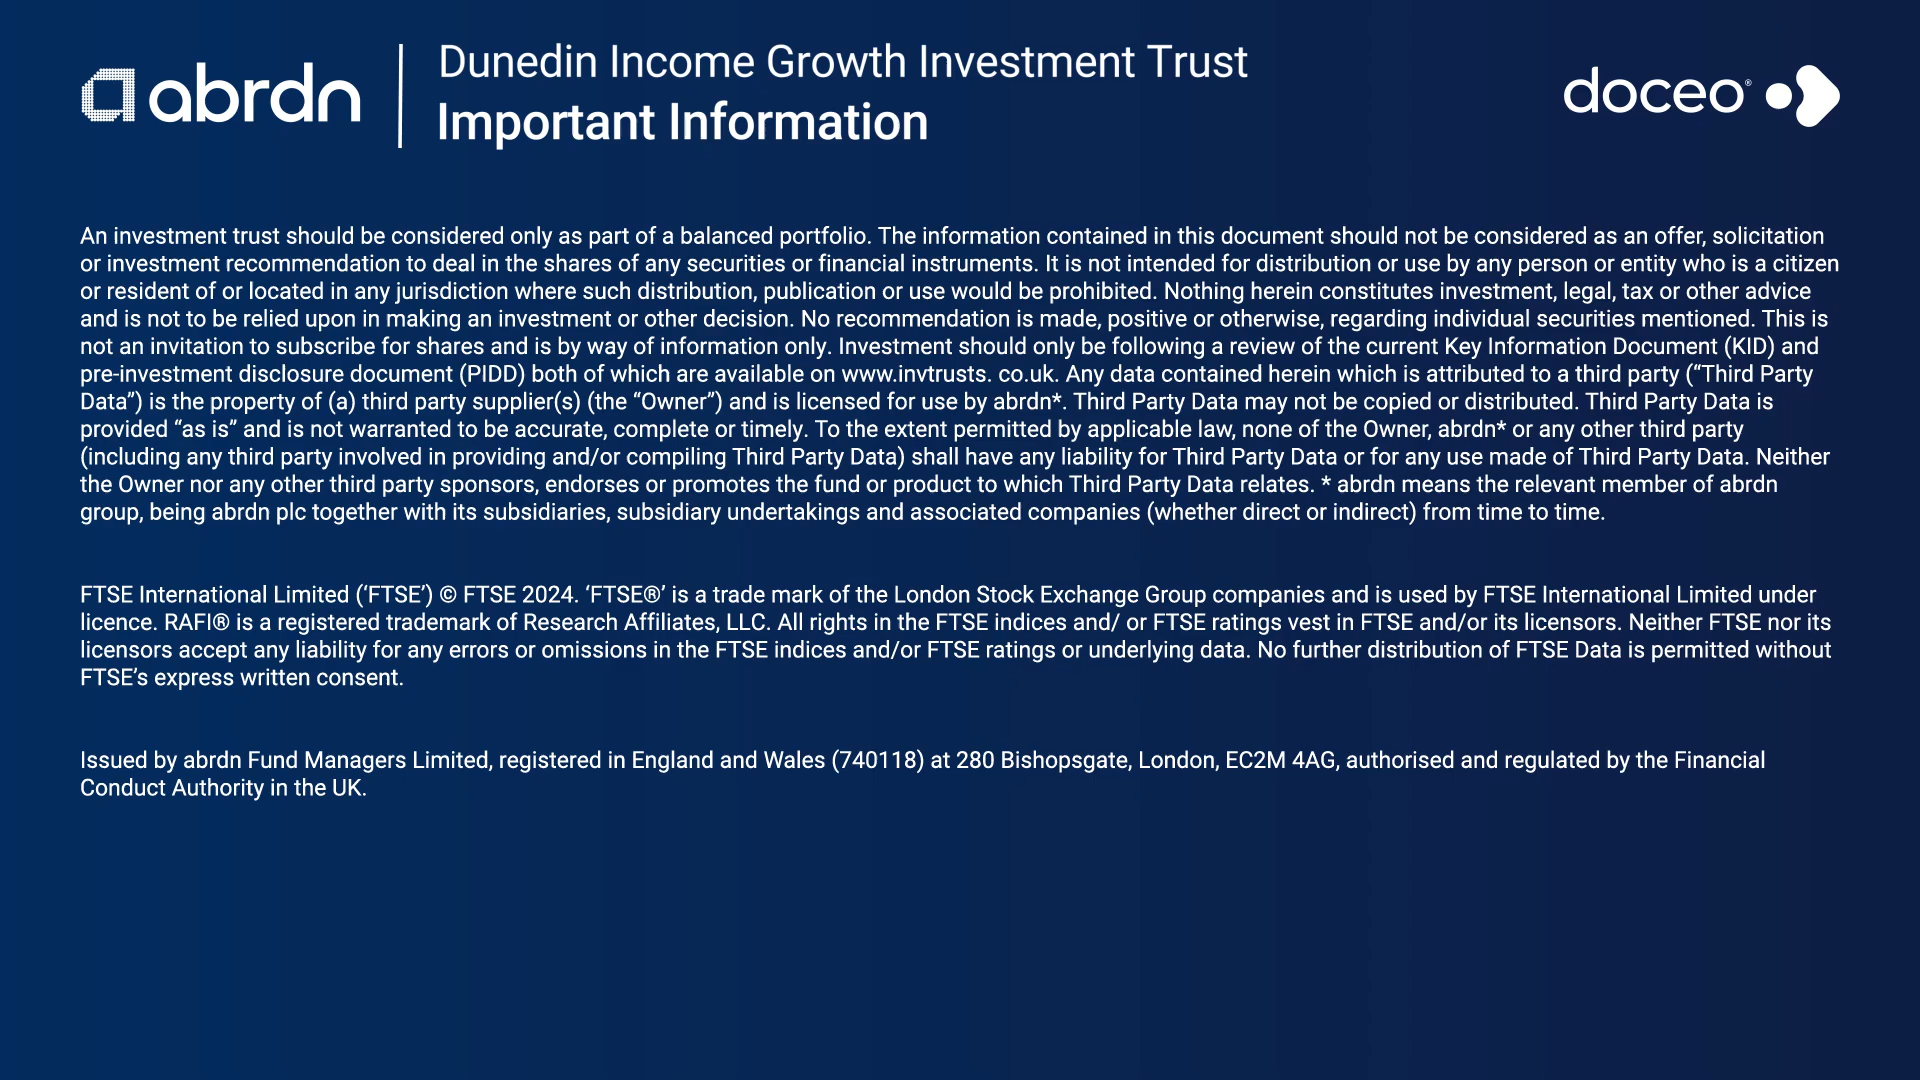 abrdn
Dunedin Income Growth Investment Trust
Important Information
doceo®
An investment trust should be considered only as part of a balanced portfolio. The information contained in this document should not be considered as an offer, solicitation
or investment recommendation to deal in the shares of any securities or financial instruments. It is not intended for distribution or use by any person or entity who is a citizen
or resident of or located in any jurisdiction where such distribution, publication or use would be prohibited. Nothing herein constitutes investment, legal, tax or other advice
and is not to be relied upon in making an investment or other decision. No recommendation is made, positive or otherwise, regarding individual securities mentioned. This is
not an invitation to subscribe for shares and is by way of information only. Investment should only be following a review of the current Key Information Document (KID) and
pre-investment disclosure document (PIDD) both of which are available on www.invtrusts. co.uk. Any data contained herein which is attributed to a third party (“Third Party
Data”) is the property of (a) third party supplier(s) (the “Owner”) and is licensed for use by abrdn*. Third Party Data may not be copied or distributed. Third Party Data is
provided “as is” and is not warranted to be accurate, complete or timely. To the extent permitted by applicable law, none of the Owner, abrdn* or any other third party
(including any third party involved in providing and/or compiling Third Party Data) shall have any liability for Third Party Data or for any use made of Third Party Data. Neither
the Owner nor any other third party sponsors, endorses or promotes the fund or product to which Third Party Data relates. * abrdn means the relevant member of abrdn
group, being abrdn plc together with its subsidiaries, subsidiary undertakings and associated companies (whether direct or indirect) from time to time.
FTSE International Limited (‘FTSE’) © FTSE 2024. ‘FTSE®’ is a trade mark of the London Stock Exchange Group companies and is used by FTSE International Limited under
licence. RAFI® is a registered trademark of Research Affiliates, LLC. All rights in the FTSE indices and/ or FTSE ratings vest in FTSE and/or its licensors. Neither FTSE nor its
licensors accept any liability for any errors or omissions in the FTSE indices and/or FTSE ratings or underlying data. No further distribution of FTSE Data is permitted without
FTSE’s express written consent.
Issued by abrdn Fund Managers Limited, registered in England and Wales (740118) at 280 Bishopsgate, London, EC2M 4AG, authorised and regulated by the Financial
Conduct Authority in the UK.